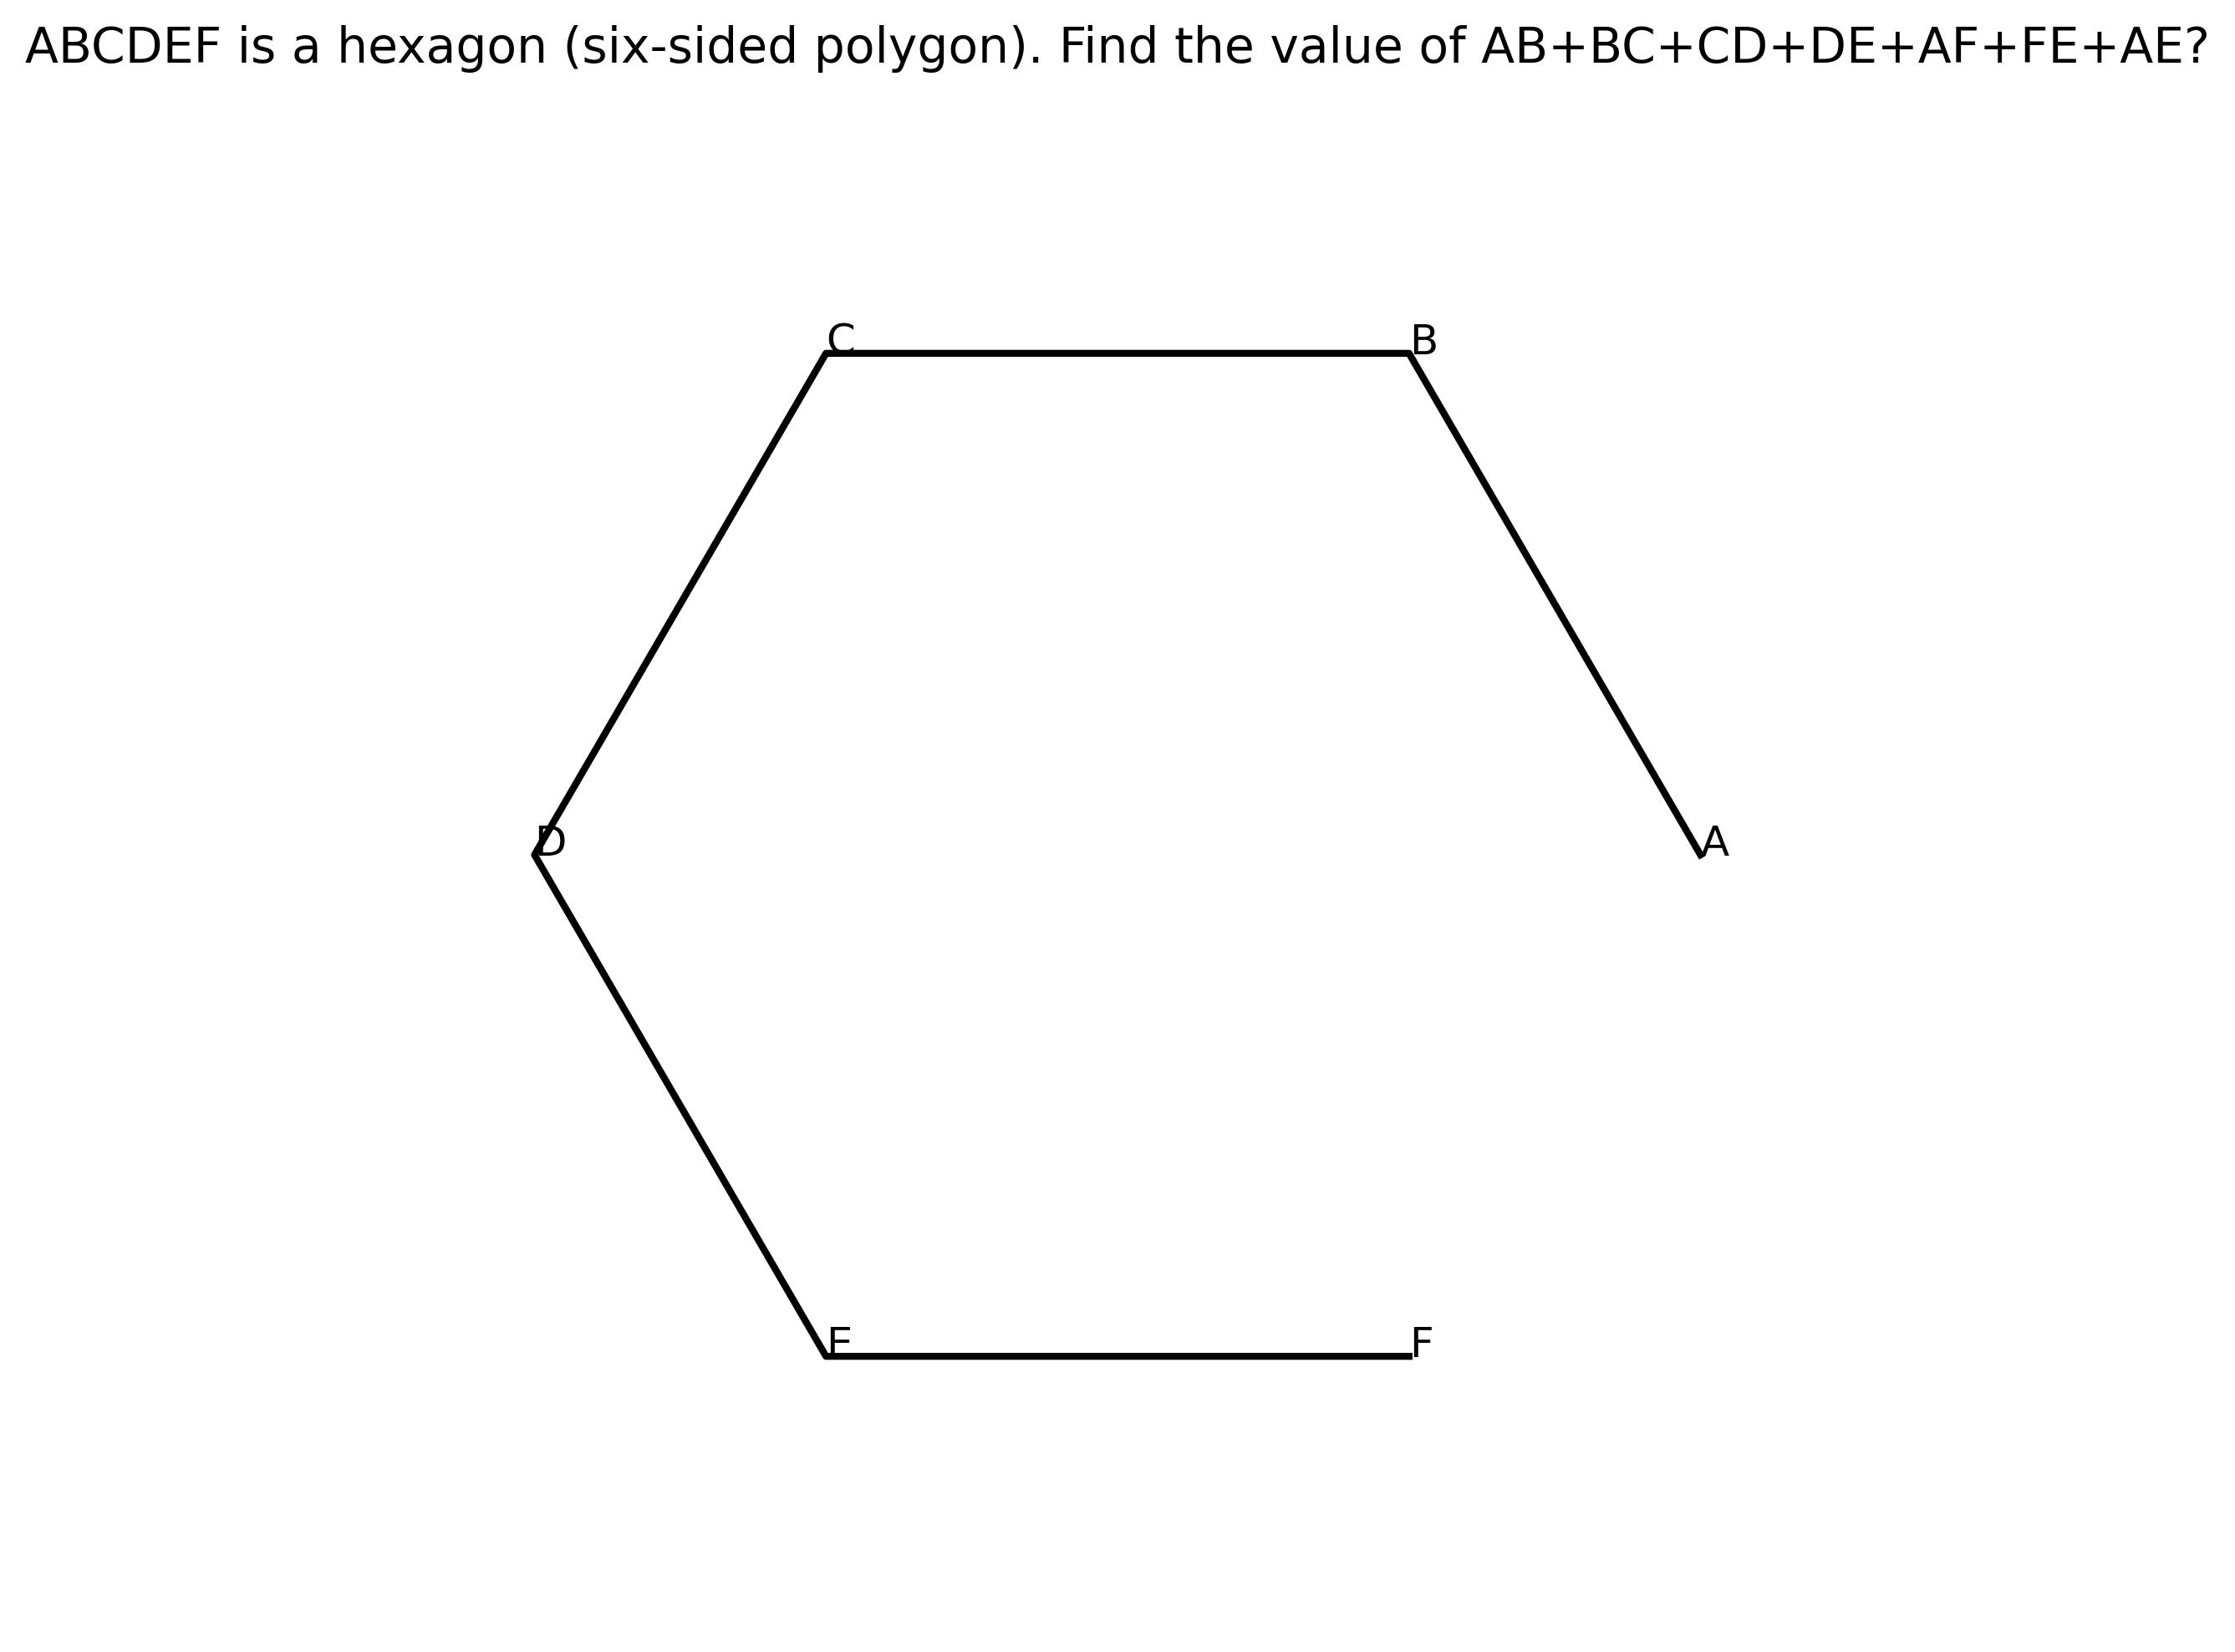 ABCDEF is a hexagon (six-sided polygon). Find the value of AB+BC+CD+DE+AF+FE+AE?
C
B
D
A
E
F